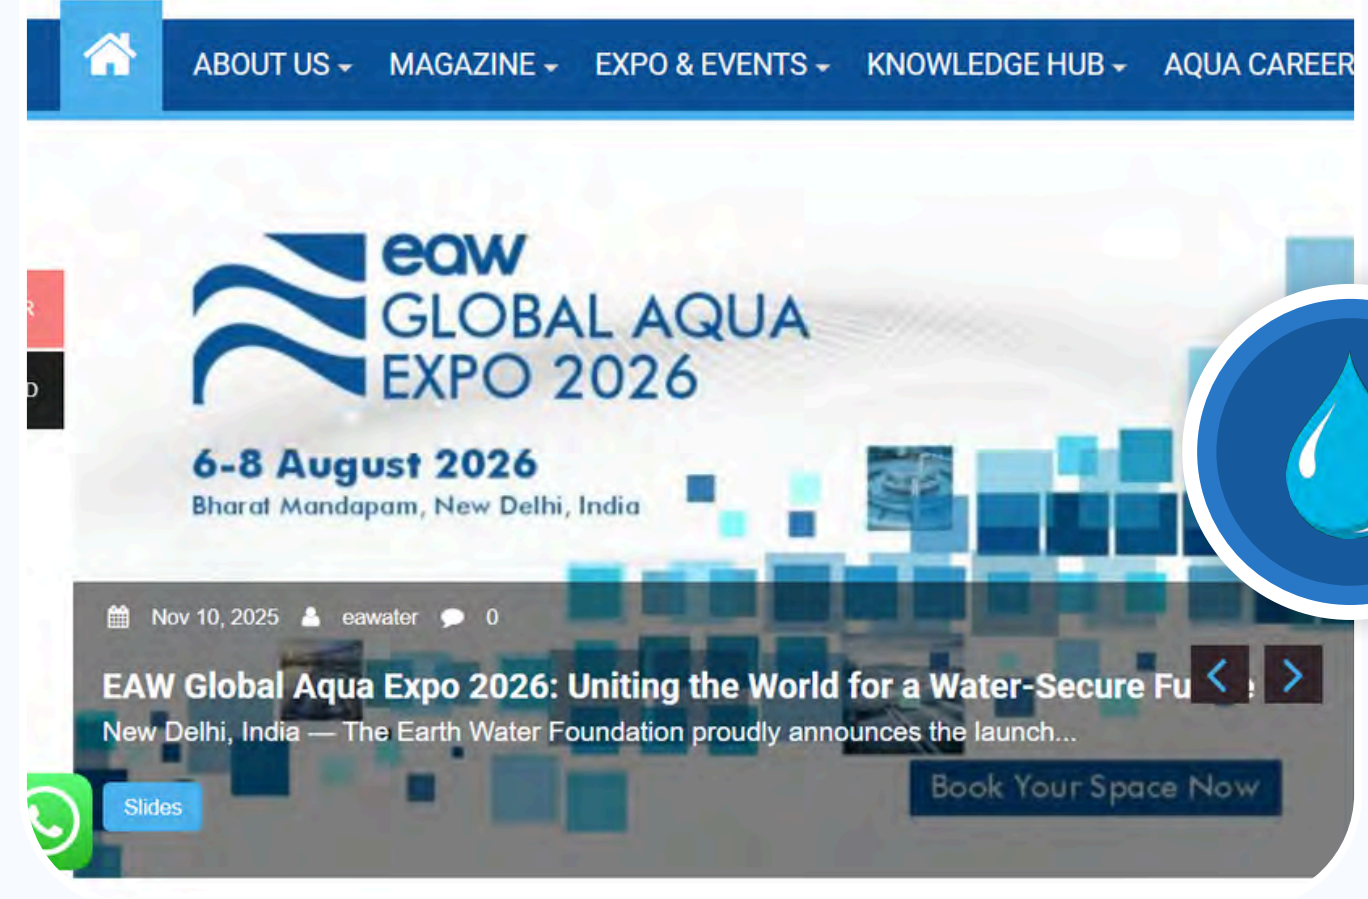 ABOUT US MAGAZINE EXPO & EVENTS KNOWLEDGE HUB AQUA CAREER
eaw
GLOBAL AQUA
EXPO 2026
R
D
6-8 August 2026
Bharat Mandapam, New Delhi, India
Nov 10, 2025 eawater 0
EAW Global Aqua Expo 2026: Uniting the World for a Water-Secure
New Delhi, India — The Earth Water Foundation proudly announces the launch...
Book Your Space Now
Slides